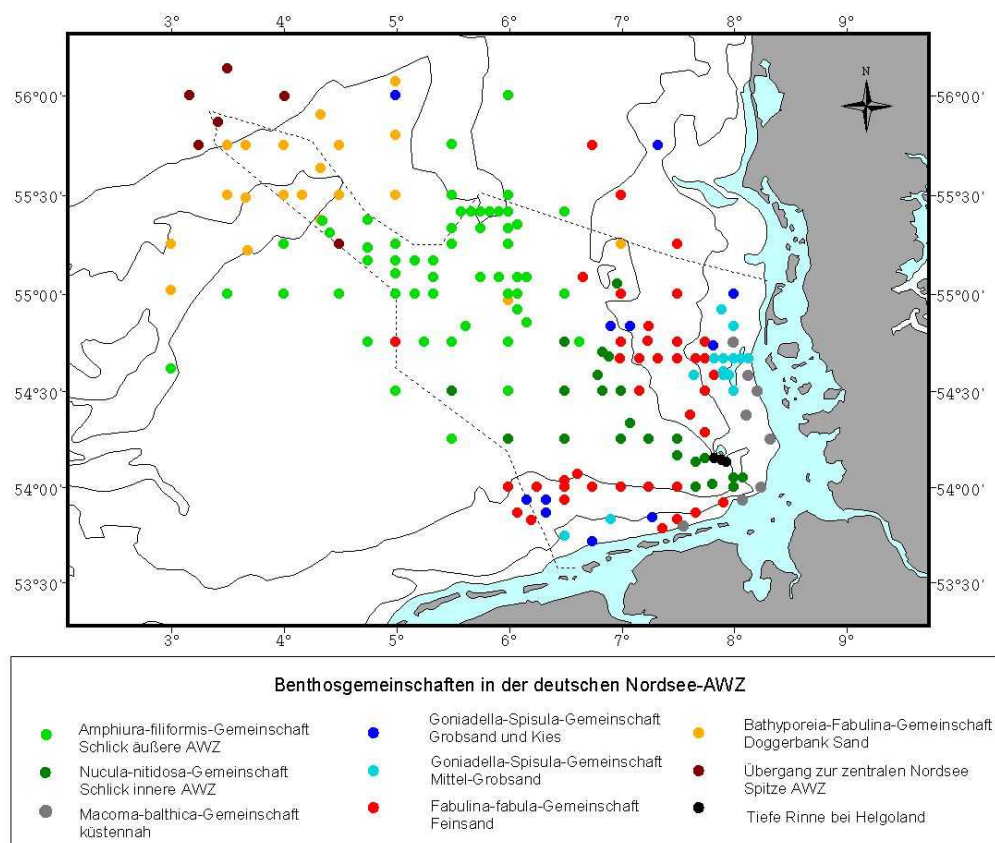 3° 4° 5° 6° 7° 8° 9°
N
56°00' 56°00'
55°30' 55°30'
55°00' 55°00'
54°30' 54°30'
54°00' 54°00'
53°30' 53°30'
3° 4° 5° 6° 7° 8° 9°
Benthosgemeinschaften in der deutschen Nordsee-AWZ
Amphiura-filiformis-Gemeinschaft
Schlick äußere AWZ
Nucula-nitidosa-Gemeinschaft
Schlick innere AWZ
Macoma-balthica-Gemeinschaft
küstennah
Goniadella-Spisula-Gemeinschaft
Grobsand und Kies
Goniadella-Spisula-Gemeinschaft
Mittel-Grobsand
Fabulina-fabula-Gemeinschaft
Feinsand
Bathyporeia-Fabulina-Gemeinschaft
Doggerbank Sand
Übergang zur zentralen Nordsee
Spitze AWZ
Tiefe Rinne bei Helgoland